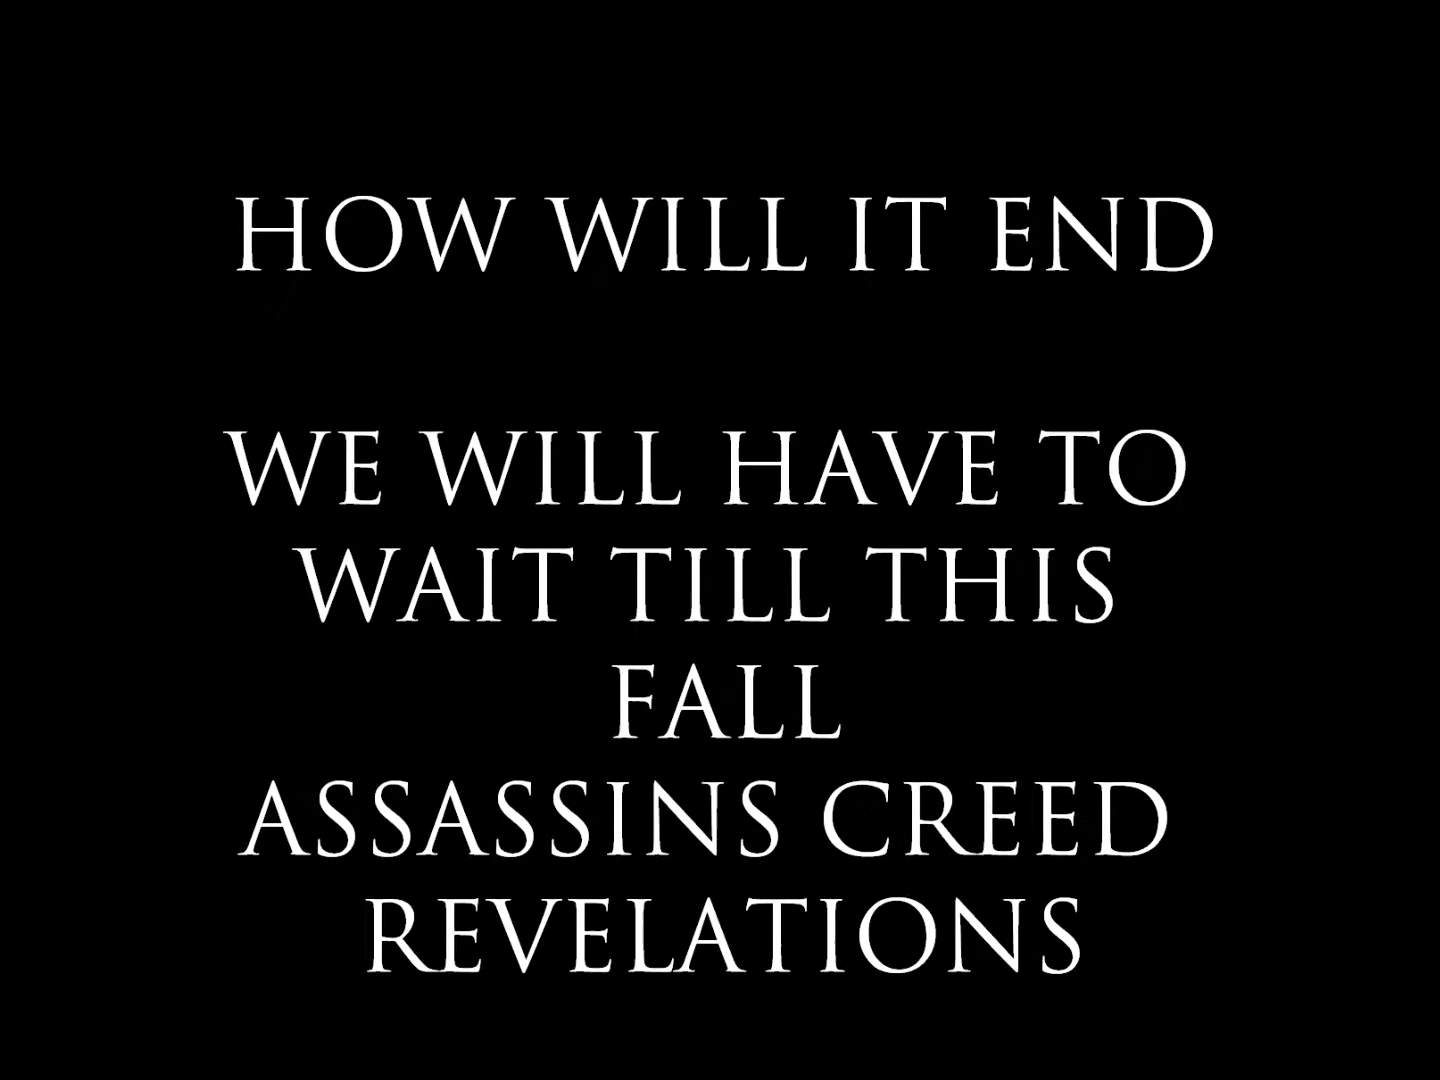 HOW WILL IT END
WE WILL HAVE TO
WAIT TILL THIS
FALL
ASSASSINS CREED
REVELATIONS